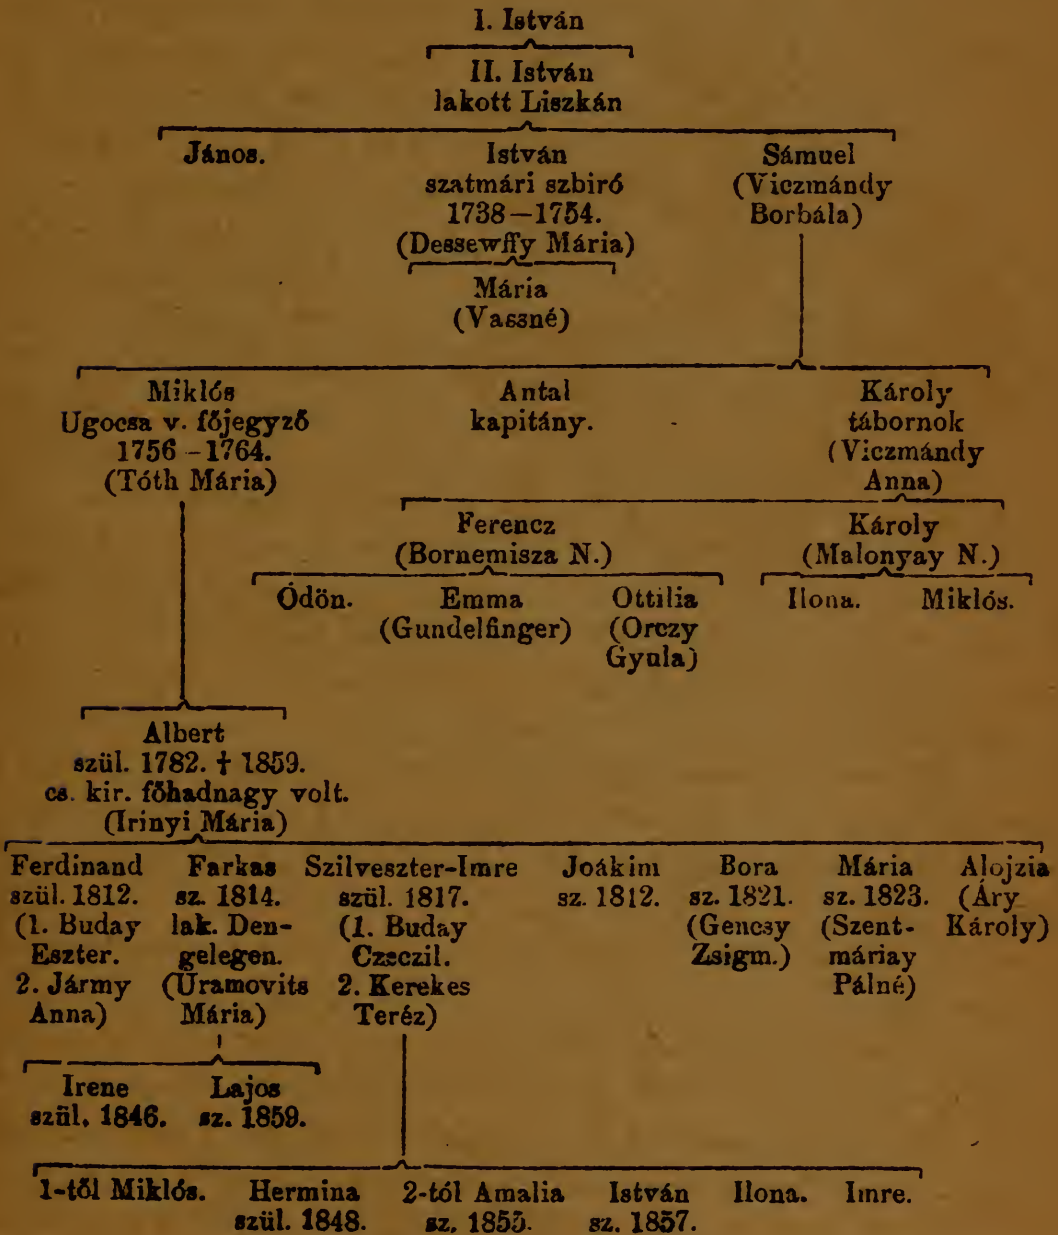 I. István
II. István
lakott Liszkán
János. István Sámuel
szatmári szbiró (Viczmándy
1738—1754. Borbála)
(Dessewffy Mária)
Mária
(Vassné)
Miklós Antal Károly
Ugocsa v. főjegyző kapitány. tábornok
1756—1764. (Viczmándy
(Tóth Mária) Anna)
Ferencz Károly
(Bornemisza N.) (Malonyay N.)
Ödön. Emma Ottilia Ilona. Miklós.
(Gundelfinger) (Orczy
Gyula)
Albert
szül. 1782. † 1859.
cs. kir. főhadnagy volt.
(Irinyi Mária)
Ferdinand Farkas Szilveszter-Imre Joákim Bora Mária Alojzia
szül. 1812. sz. 1814. szül. 1817. sz. 1812. sz. 1821. sz. 1823. (Áry
(1. Buday lak. Den- (1. Buday (Gencsy (Szent- Károly)
Eszter. gelegen. Czeczil. Zsigm.) máriay
2. Jármy (Uramovits 2. Kerekes Pálné)
Anna) Mária) Teréz)
Irene Lajos
szül. 1846. sz. 1859.
1-től Miklós. Hermina 2-tól Amalia István Ilona. Imre.
szül. 1848. sz. 1855. sz. 1857.